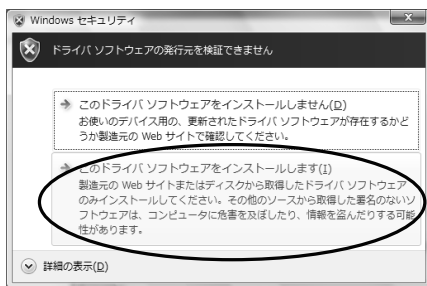 Windows セキュリティ
ドライバ ソフトウェアの発行元を検証できません
このドライバ ソフトウェアをインストールしません(D)
お使いのデバイス用の、更新されたドライバ ソフトウェアが存在するかど
うか製造元の Web サイトで確認してください。
このドライバ ソフトウェアをインストールします(I)
製造元の Web サイトまたはディスクから取得したドライバ ソフトウェア
のみインストールしてください。その他のソースから取得した署名のないソ
フトウェアは、コンピュータに危害を及ぼしたり、情報を盗んだりする可能
性があります。
詳細の表示(D)